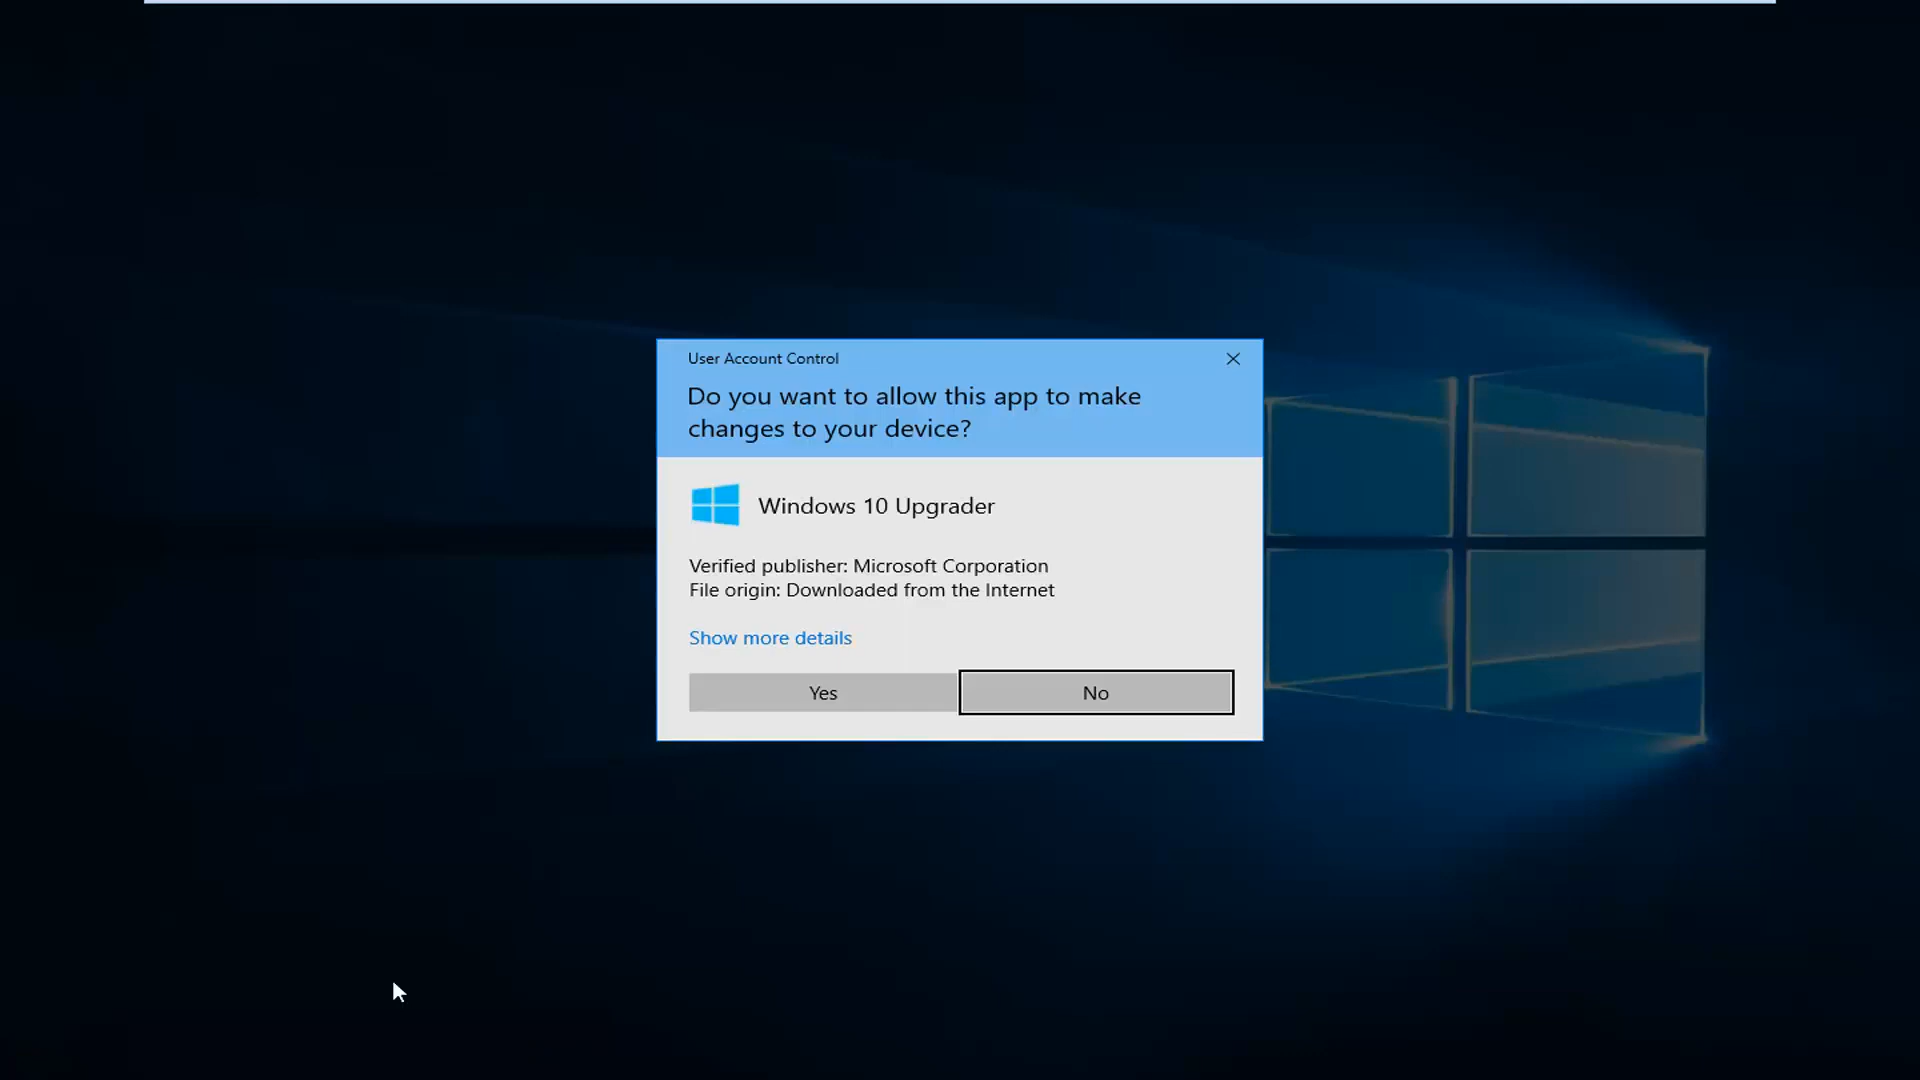 User Account Control
Do you want to allow this app to make
changes to your device?
Windows 10 Upgrader
Verified publisher: Microsoft Corporation
File origin: Downloaded from the Internet
Show more details
Yes
No